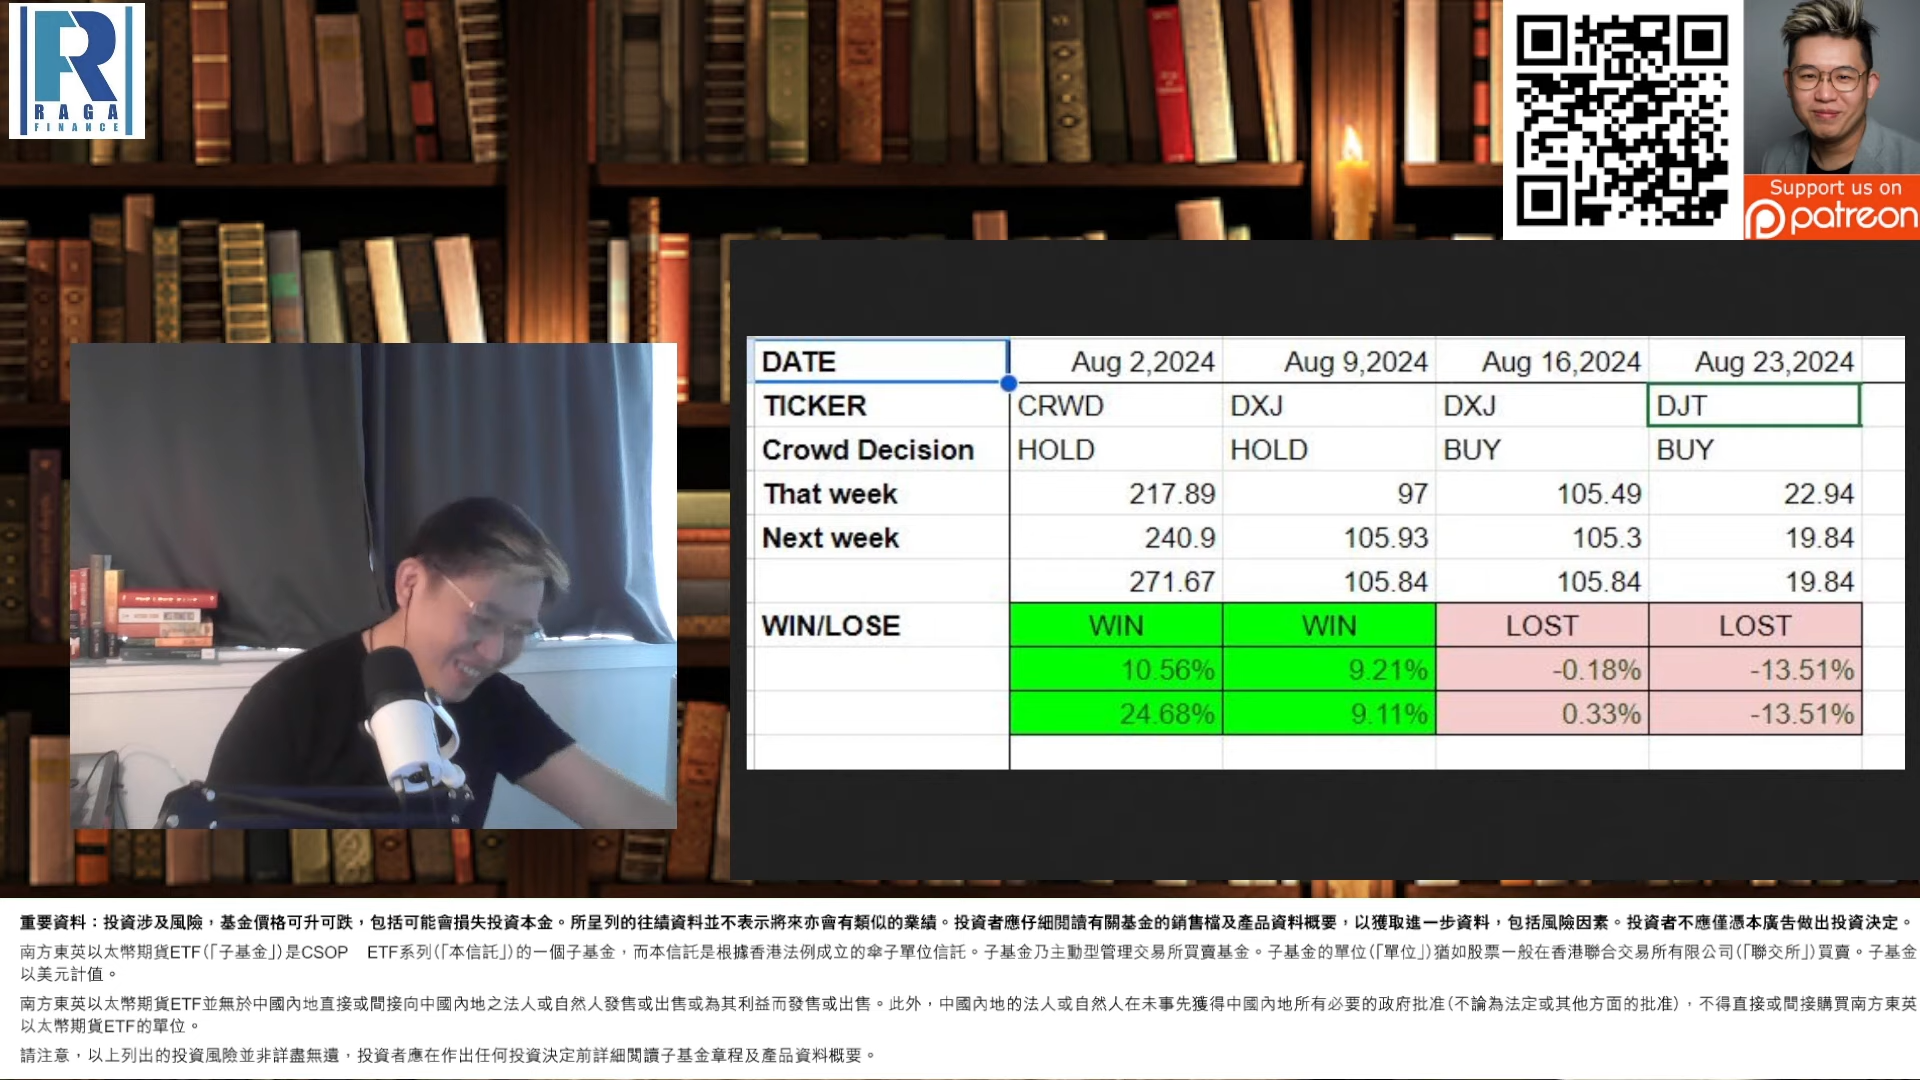 RAGA
FINANCE
Support us on
patreon
DATE Aug 2,2024 Aug 9,2024 Aug 16,2024 Aug 23,2024
TICKER CRWD DXJ DXJ DJT
Crowd Decision HOLD HOLD BUY BUY
That week 217.89 97 105.49 22.94
Next week 240.9 105.93 105.3 19.84
271.67 105.84 105.84 19.84
WIN/LOSE WIN WIN LOST LOST
10.56% 9.21% -0.18% -13.51%
24.68% 9.11% 0.33% -13.51%
重要資料：投資涉及風險，基金價格可升可跌，包括可能會損失投資本金。所呈列的往績資料並不表示將來亦會有類似的業績。投資者應仔細閱讀有關基金的銷售檔及產品資料概要，以獲取進一步資料，包括風險因素。投資者不應僅憑本廣告做出投資決定。
南方東英以太幣期貨ETF(「子基金」)是CSOP ETF系列(「本信託」)的一個子基金，而本信託是根據香港法例成立的傘子單位信託。子基金乃主動型管理交易所買賣基金。子基金的單位(「單位」)猶如股票一般在香港聯合交易所有限公司(「聯交所」)買賣。子基金
以美元計值。
南方東英以太幣期貨ETF並無於中國內地直接或間接向中國內地之法人或自然人發售或出售或為其利益而發售或出售。此外，中國內地的法人或自然人在未事先獲得中國內地所有必要的政府批准(不論為法定或其他方面的批准)，不得直接或間接購買南方東英
以太幣期貨ETF的單位。
請注意，以上列出的投資風險並非詳盡無遺，投資者應在作出任何投資決定前詳細閲讀子基金章程及產品資料概要。